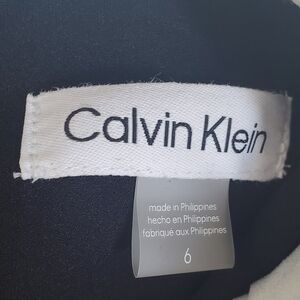 Calvin Klein
made in Philippines
hecho en Philippines
fabriqué aux Philippines
6